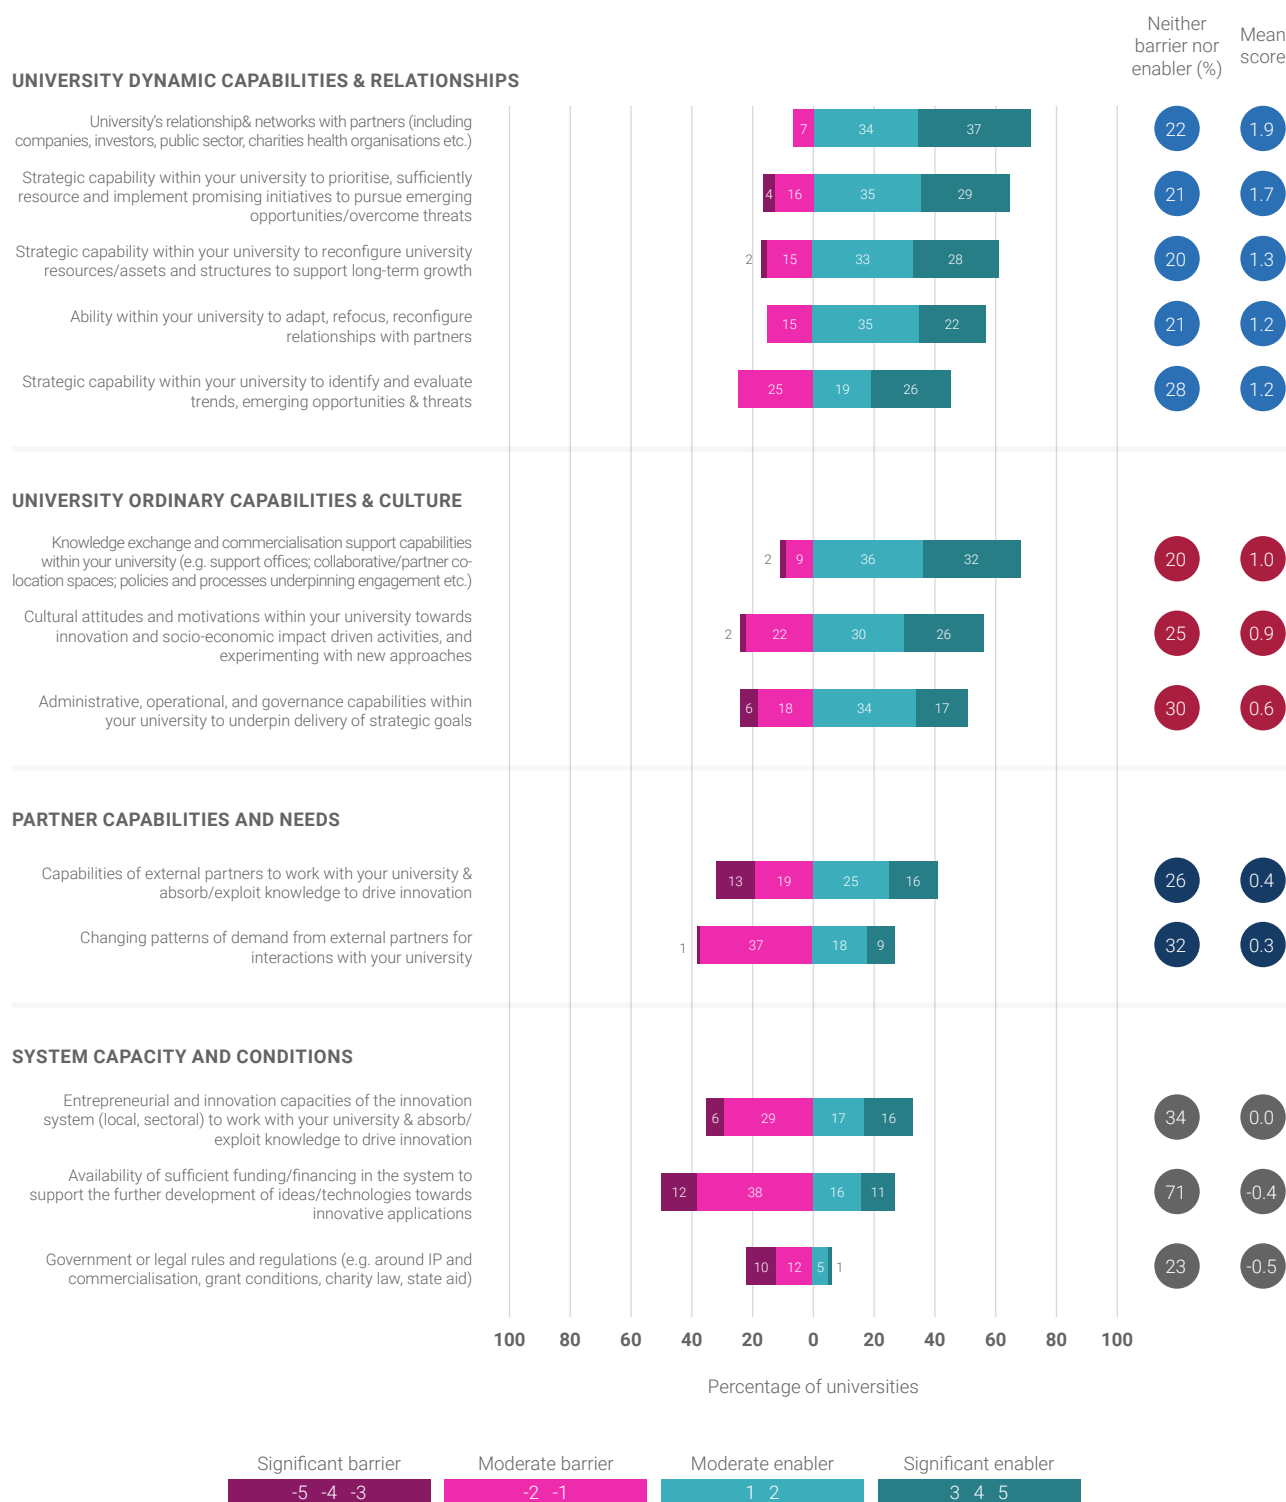 Neither
barrier nor
enabler (%)
Mean
score
UNIVERSITY DYNAMIC CAPABILITIES & RELATIONSHIPS
University's relationship& networks with partners (including
companies, investors, public sector, charities health organisations etc.)
7 34 37 22 1.9
Strategic capability within your university to prioritise, sufficiently
resource and implement promising initiatives to pursue emerging
opportunities/overcome threats
4 16 35 29 21 1.7
Strategic capability within your university to reconfigure university
resources/assets and structures to support long-term growth
2 15 33 28 20 1.3
Ability within your university to adapt, refocus, reconfigure
relationships with partners
15 35 22 21 1.2
Strategic capability within your university to identify and evaluate
trends, emerging opportunities & threats
25 19 26 28 1.2
UNIVERSITY ORDINARY CAPABILITIES & CULTURE
Knowledge exchange and commercialisation support capabilities
within your university (e.g. support offices; collaborative/partner co-
location spaces; policies and processes underpinning engagement etc.)
2 9 36 32 20 1.0
Cultural attitudes and motivations within your university towards
innovation and socio-economic impact driven activities, and
experimenting with new approaches
2 22 30 26 25 0.9
Administrative, operational, and governance capabilities within
your university to underpin delivery of strategic goals
6 18 34 17 30 0.6
PARTNER CAPABILITIES AND NEEDS
Capabilities of external partners to work with your university &
absorb/exploit knowledge to drive innovation
13 19 25 16 26 0.4
Changing patterns of demand from external partners for
interactions with your university
1 37 18 9 32 0.3
SYSTEM CAPACITY AND CONDITIONS
Entrepreneurial and innovation capacities of the innovation
system (local, sectoral) to work with your university & absorb/
exploit knowledge to drive innovation
6 29 17 16 34 0.0
Availability of sufficient funding/financing in the system to
support the further development of ideas/technologies towards
innovative applications
12 38 16 11 71 -0.4
Government or legal rules and regulations (e.g. around IP and
commercialisation, grant conditions, charity law, state aid)
10 12 5 1 23 -0.5
100 80 60 40 20 0 20 40 60 80 100
Percentage of universities
Significant barrier Moderate barrier Moderate enabler Significant enabler
-5 -4 -3 -2 -1 1 2 3 4 5